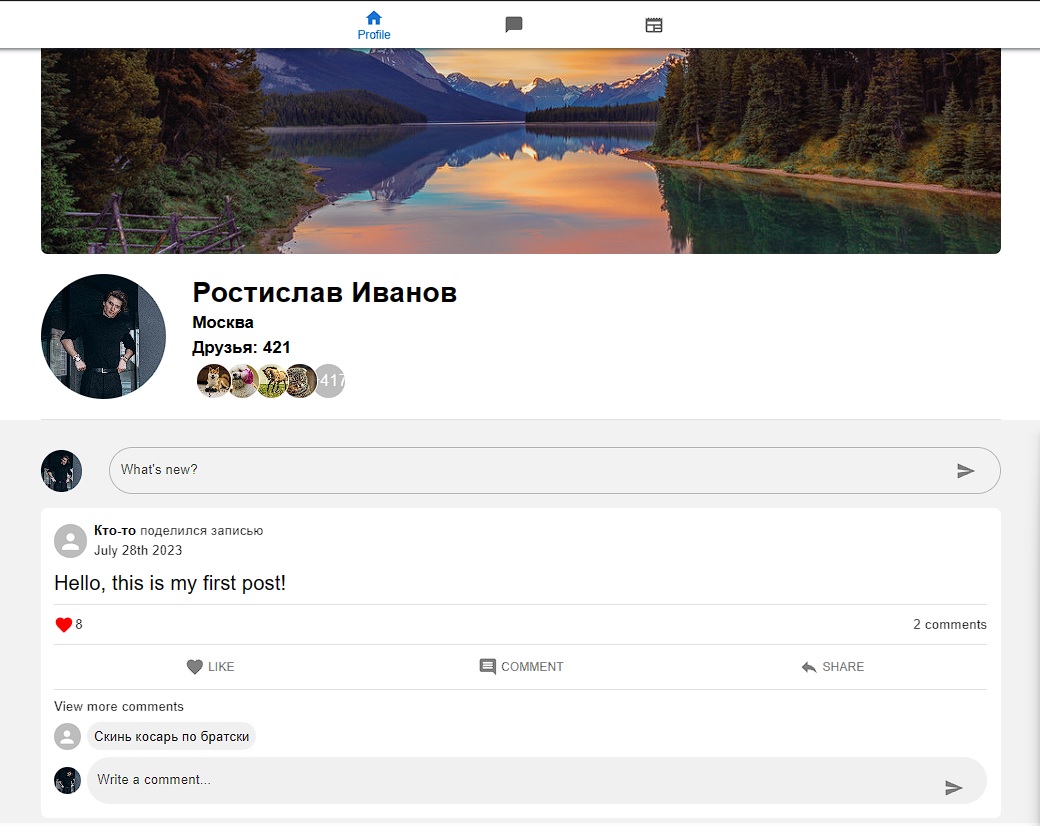 Profile
Ростислав Иванов
Москва
Друзья: 421
417
What's new?
Кто-то поделился записью
July 28th 2023
Hello, this is my first post!
8
2 comments
LIKE
COMMENT
SHARE
View more comments
Скинь косарь по братски
Write a comment...